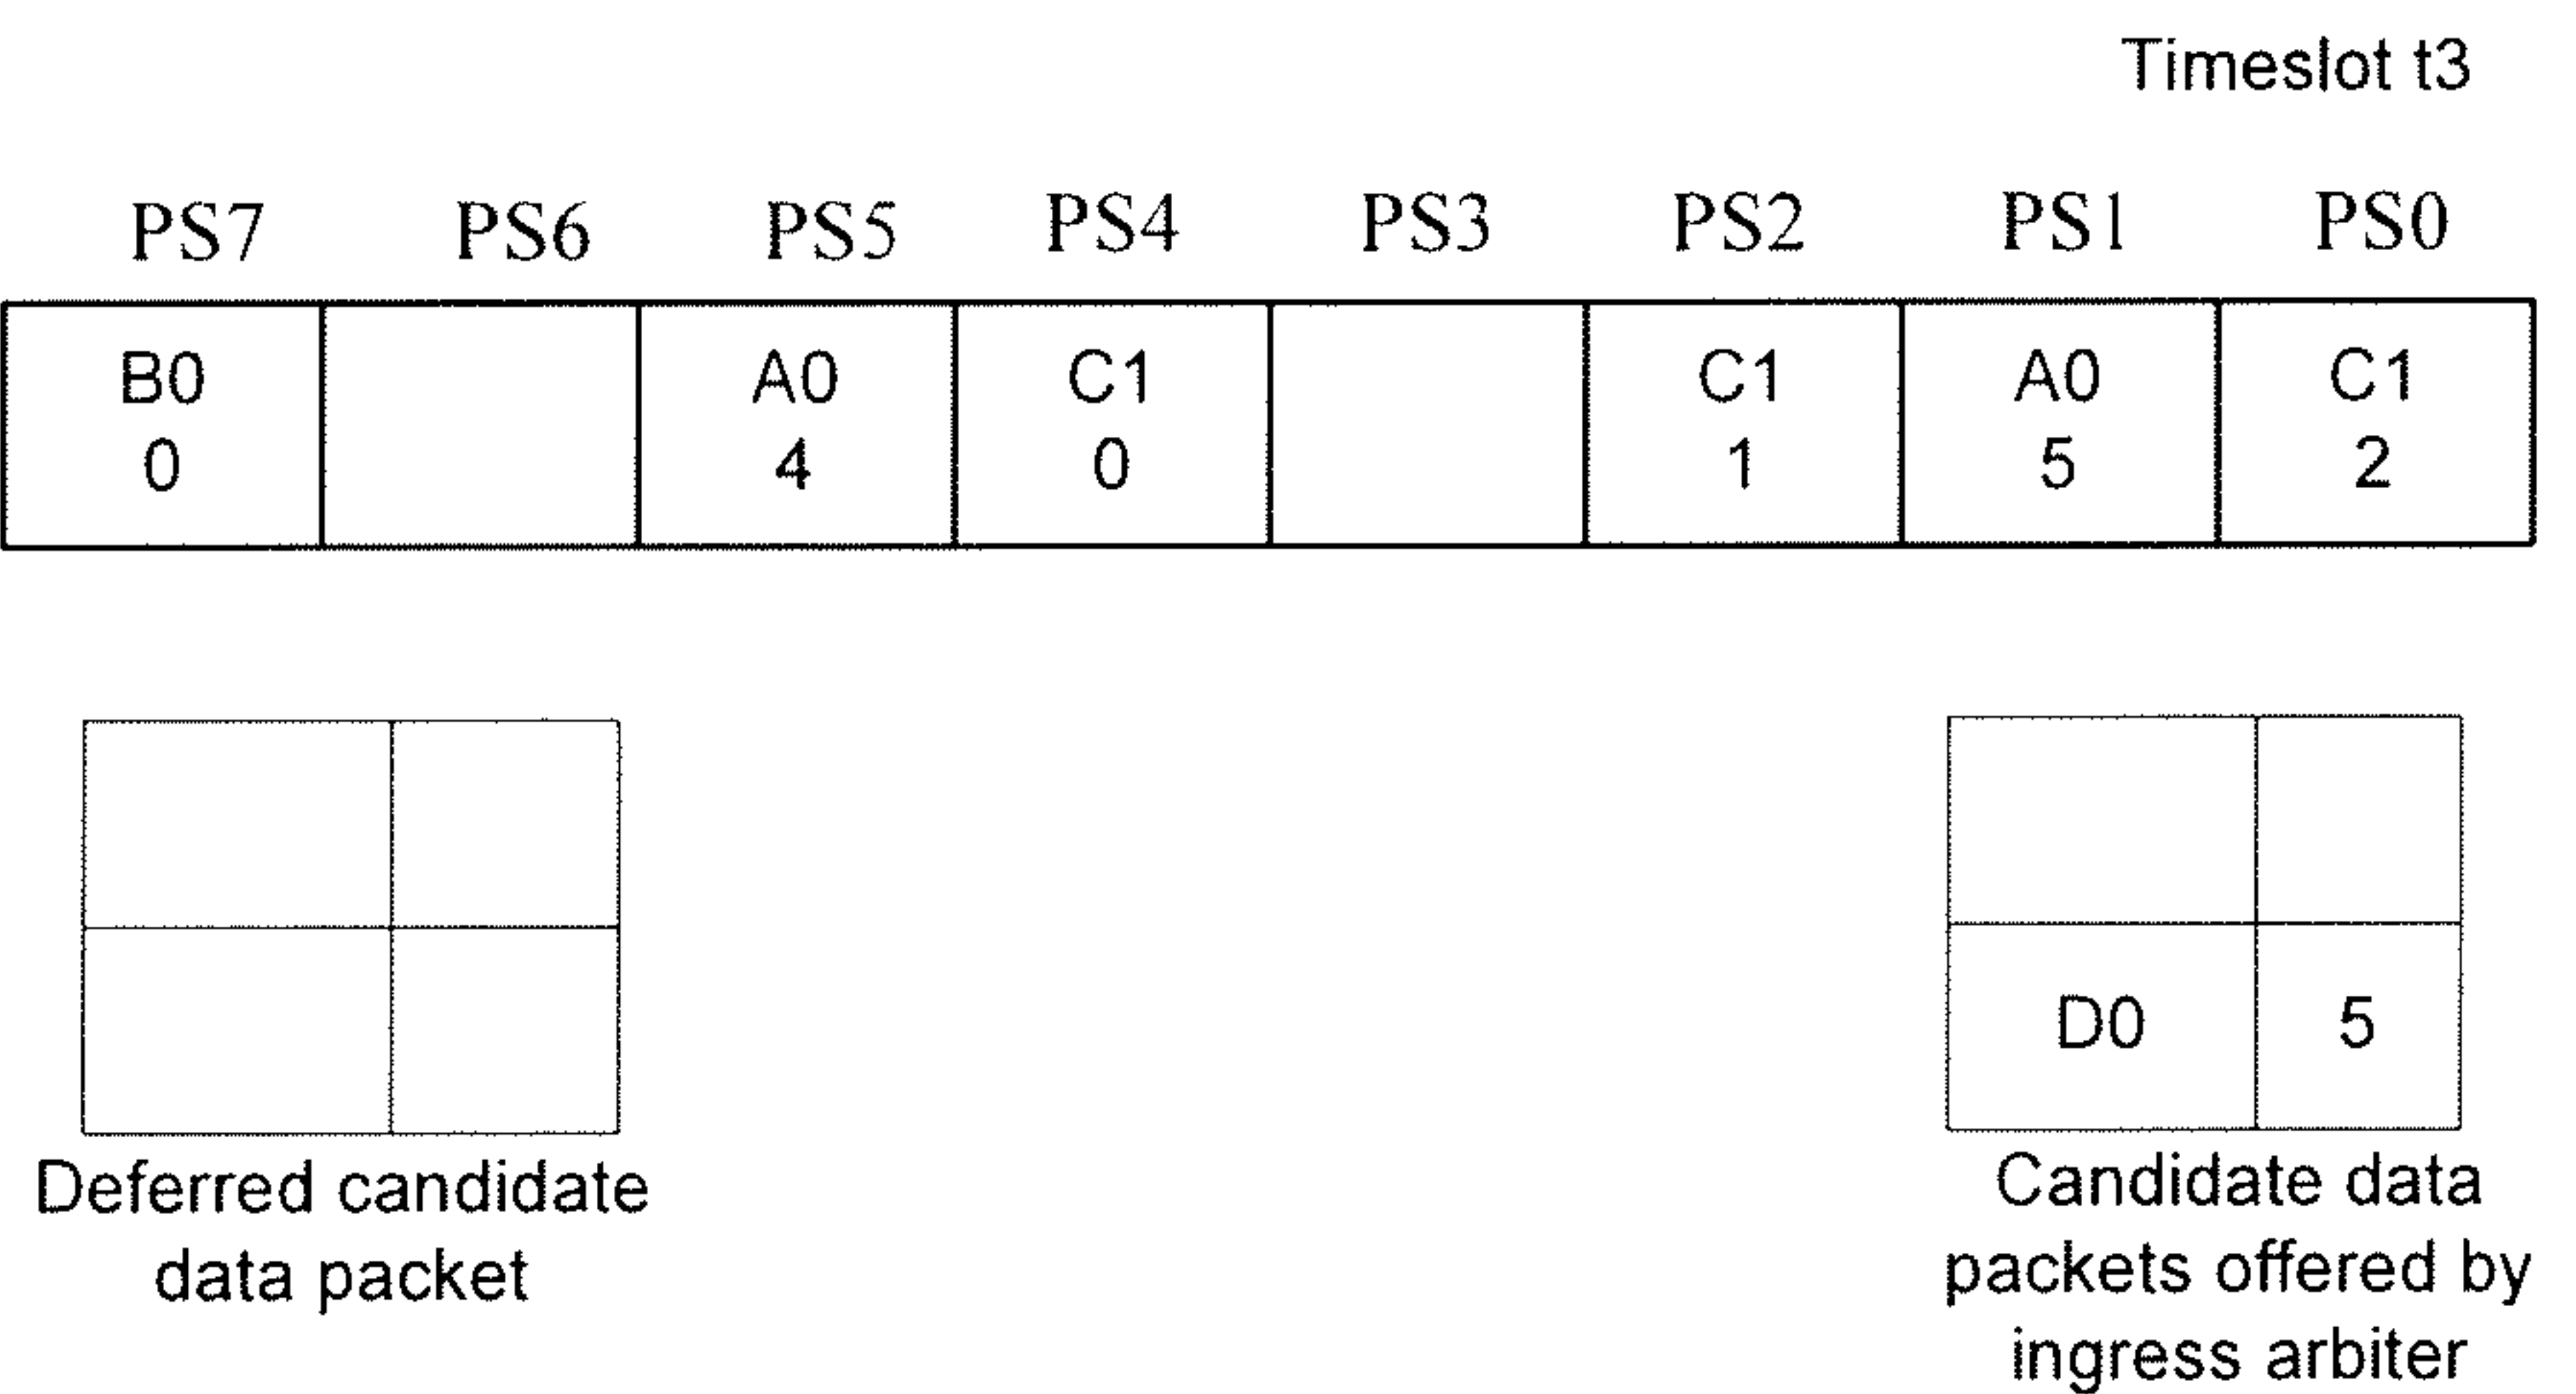 Timeslot t3
PS7 PS6 PS5 PS4 PS3 PS2 PS1 PS0
B0 A0 C1 C1 A0 C1
0 4 0 1 5 2
D0 5
Deferred candidate
data packet
Candidate data
packets offered by
ingress arbiter